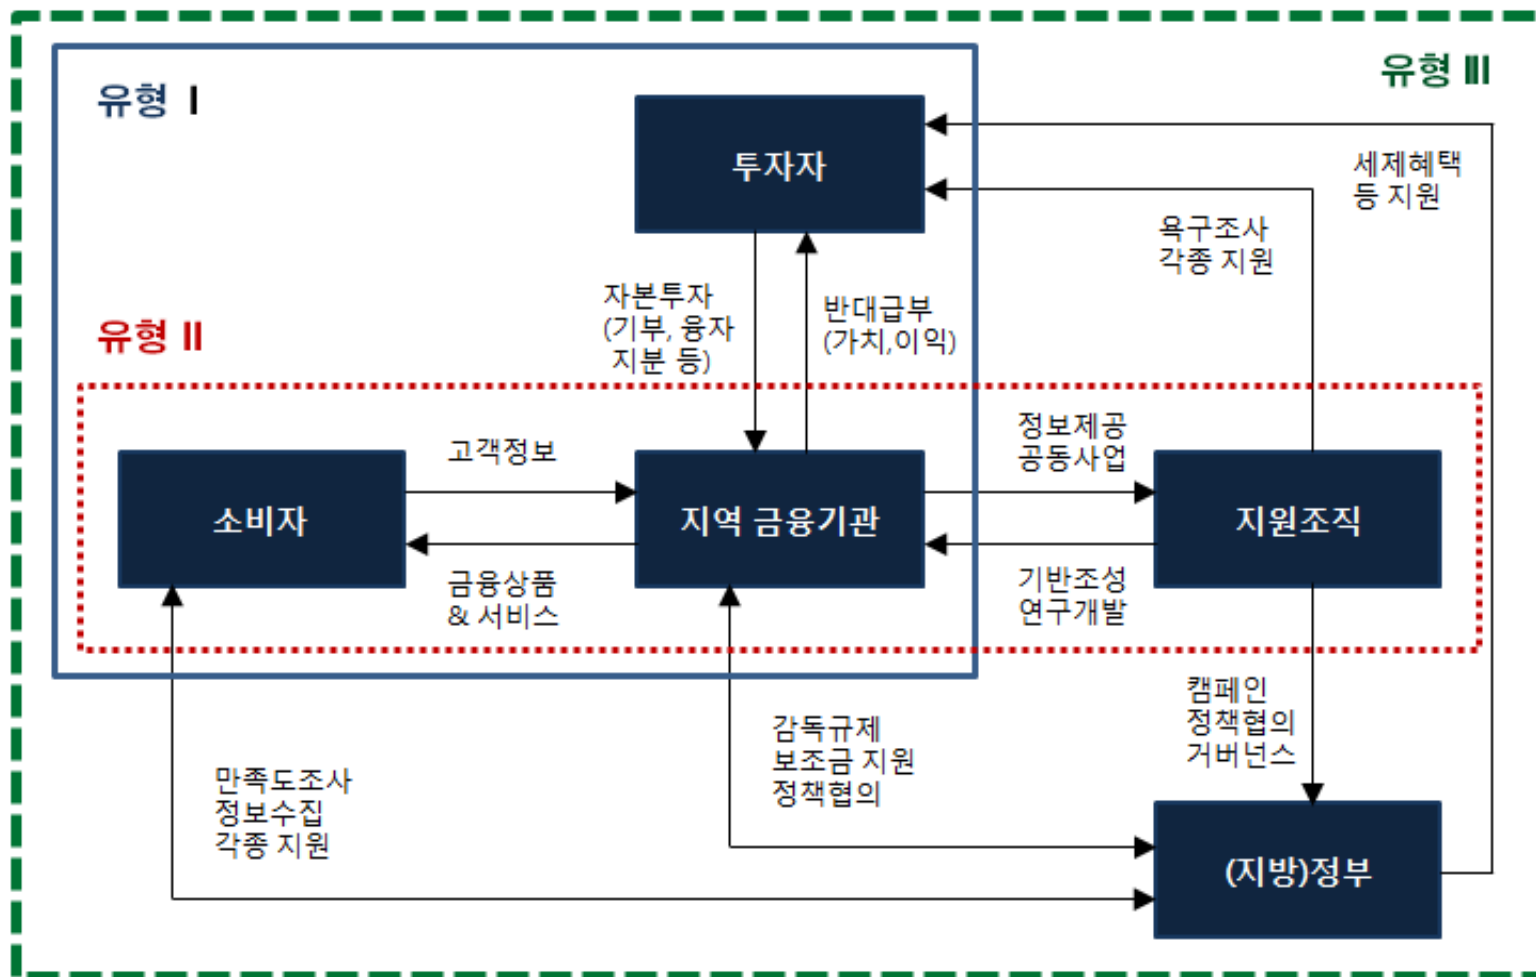 유형 Ⅰ
유형 Ⅲ
투자자
세제혜택
등 지원
욕구조사
각종 지원
자본투자
(기부, 융자
지분 등)
반대급부
(가치,이익)
유형 Ⅱ
고객정보
정보제공
공동사업
소비자
지역 금융기관
지원조직
금융상품
& 서비스
기반조성
연구개발
캠페인
정책협의
거버넌스
감독규제
보조금 지원
정책협의
만족도조사
정보수집
각종 지원
(지방)정부